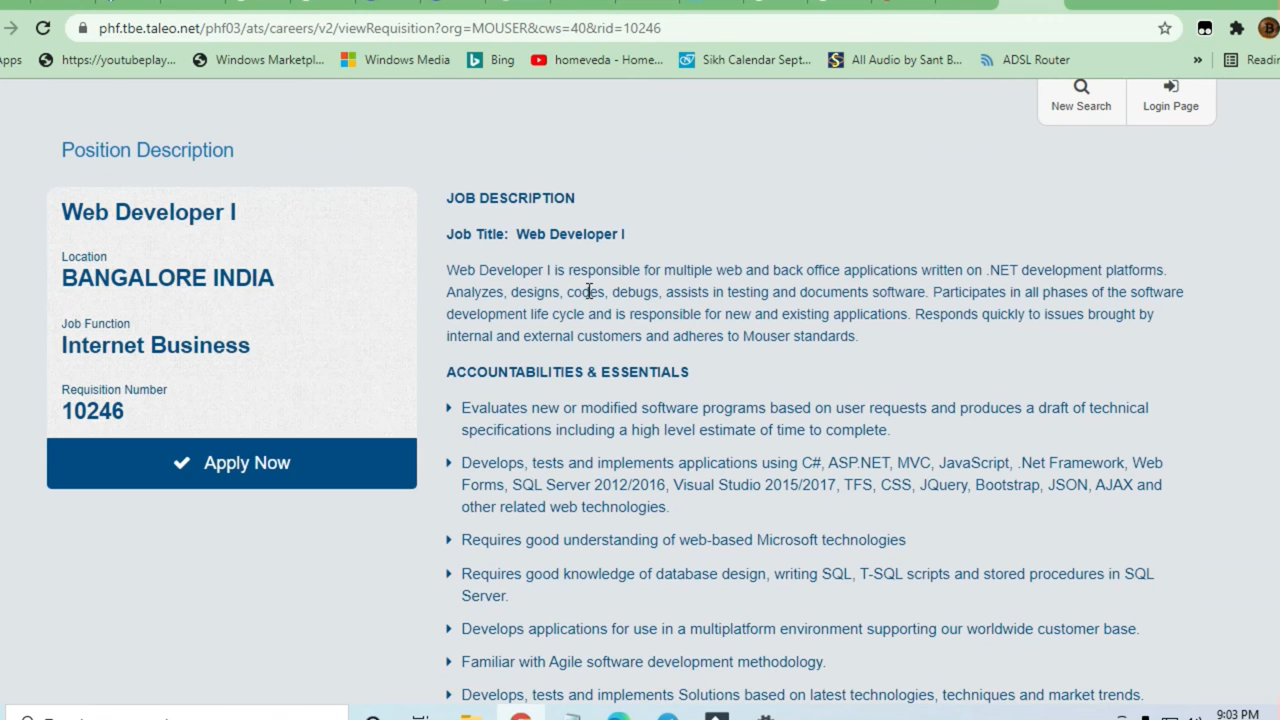 phf.tbe.taleo.net/phf03/ats/careers/v2/viewRequisition?org=MOUSER&cws=40&rid=10246
https://youtubeplay... Windows Marketpl... Windows Media Bing homeveda - Home... Sikh Calendar Sept... All Audio by Sant B... ADSL Router »
New Search Login Page
Position Description
Web Developer I
Location
BANGALORE INDIA
Job Function
Internet Business
Requisition Number
10246
Apply Now
JOB DESCRIPTION
Job Title: Web Developer I
Web Developer I is responsible for multiple web and back office applications written on .NET development platforms.
Analyzes, designs, codes, debugs, assists in testing and documents software. Participates in all phases of the software
development life cycle and is responsible for new and existing applications. Responds quickly to issues brought by
internal and external customers and adheres to Mouser standards.
ACCOUNTABILITIES & ESSENTIALS
Evaluates new or modified software programs based on user requests and produces a draft of technical
specifications including a high level estimate of time to complete.
Develops, tests and implements applications using C#, ASP.NET, MVC, JavaScript, .Net Framework, Web
Forms, SQL Server 2012/2016, Visual Studio 2015/2017, TFS, CSS, JQuery, Bootstrap, JSON, AJAX and
other related web technologies.
Requires good understanding of web-based Microsoft technologies
Requires good knowledge of database design, writing SQL, T-SQL scripts and stored procedures in SQL
Server.
Develops applications for use in a multiplatform environment supporting our worldwide customer base.
Familiar with Agile software development methodology.
Develops, tests and implements Solutions based on latest technologies, techniques and market trends.
9:03 PM